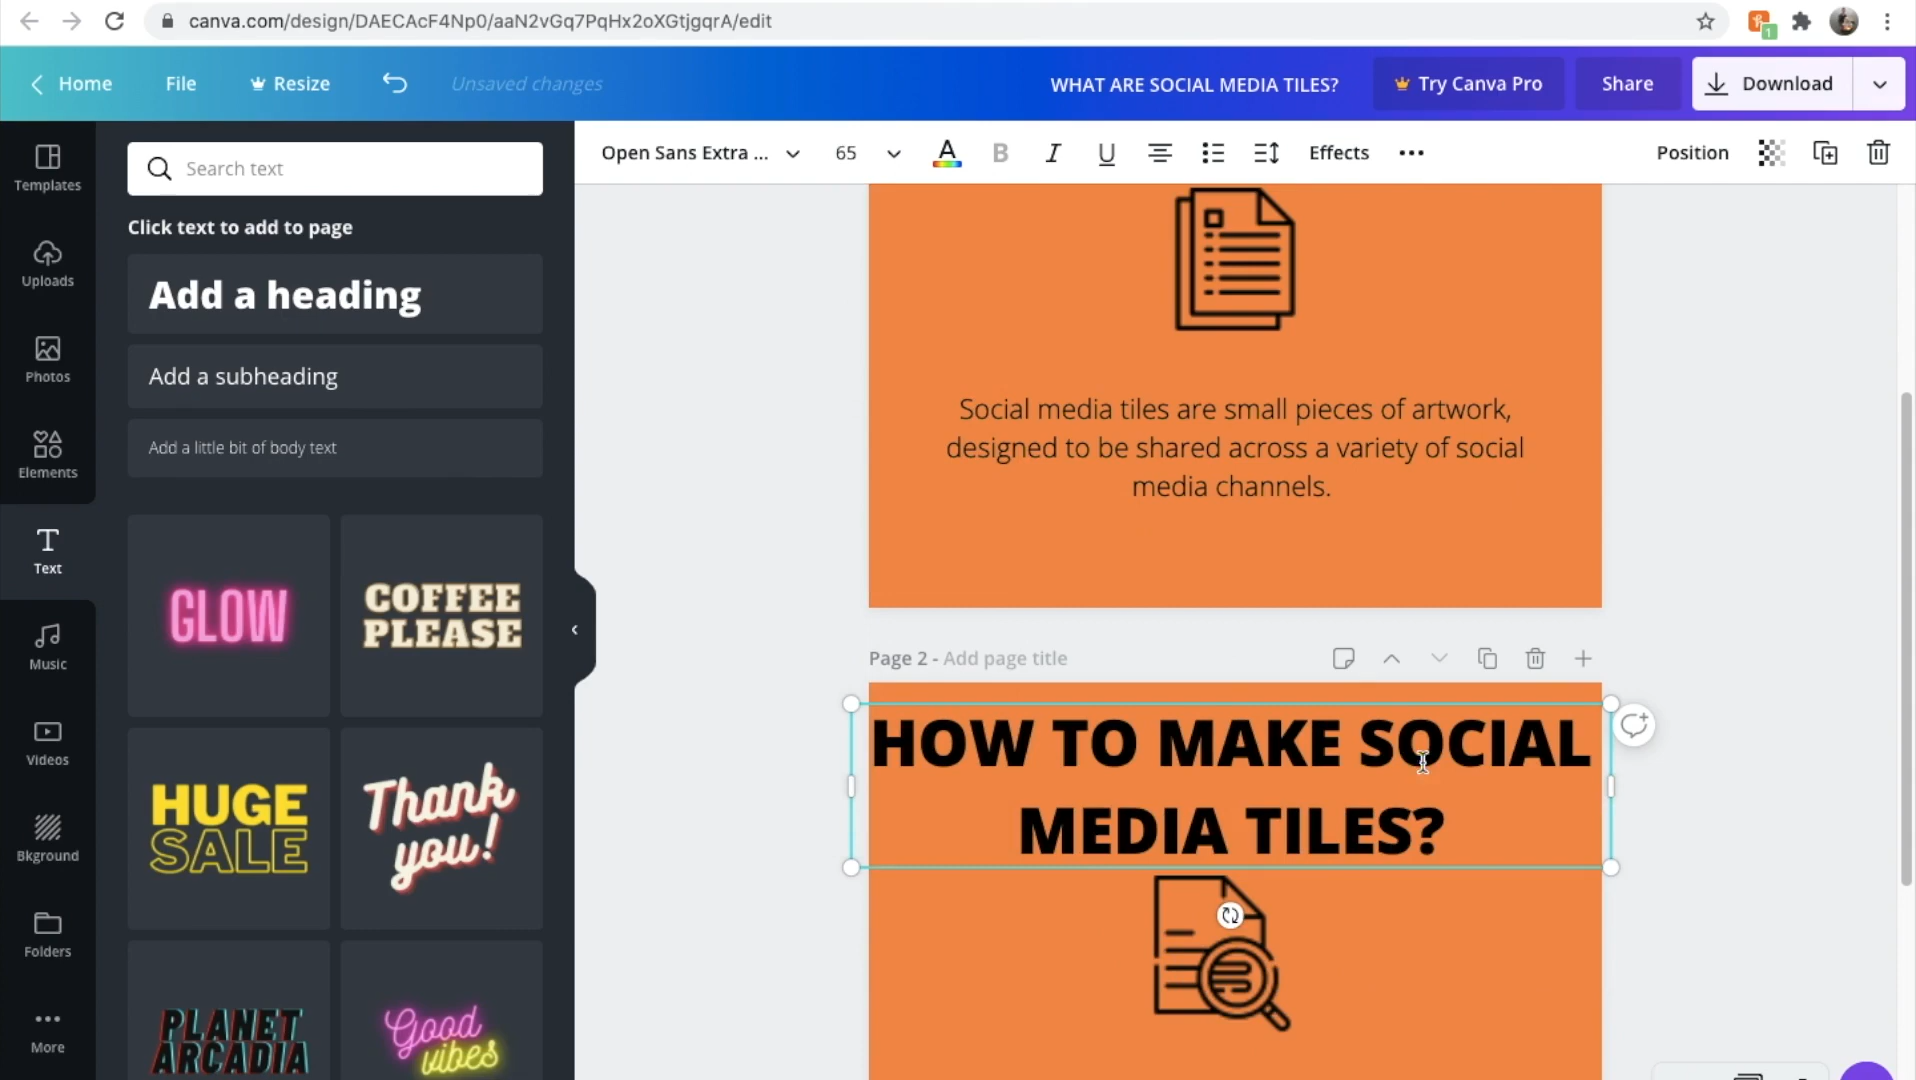 canva.com/design/DAECAcF4Np0/aaN2vGq7PqHx2oXGtjgqrA/edit
1
Home
File
Resize
Unsaved changes
WHAT ARE SOCIAL MEDIA TILES?
Try Canva Pro
Share
Download
Templates
Uploads
Photos
Elements
Text
Music
Videos
Bkground
Folders
More
Search text
Click text to add to page
Add a heading
Add a subheading
Add a little bit of body text
GLOW
COFFEE
PLEASE
HUGE
SALE
Thank
you!
PLANET
ARCADIA
Good
vibes
Open Sans Extra ...
65
A
B
I
U
Effects
Position
Social media tiles are small pieces of artwork,
designed to be shared across a variety of social
media channels.
Page 2 - Add page title
HOW TO MAKE SOCIAL
MEDIA TILES?